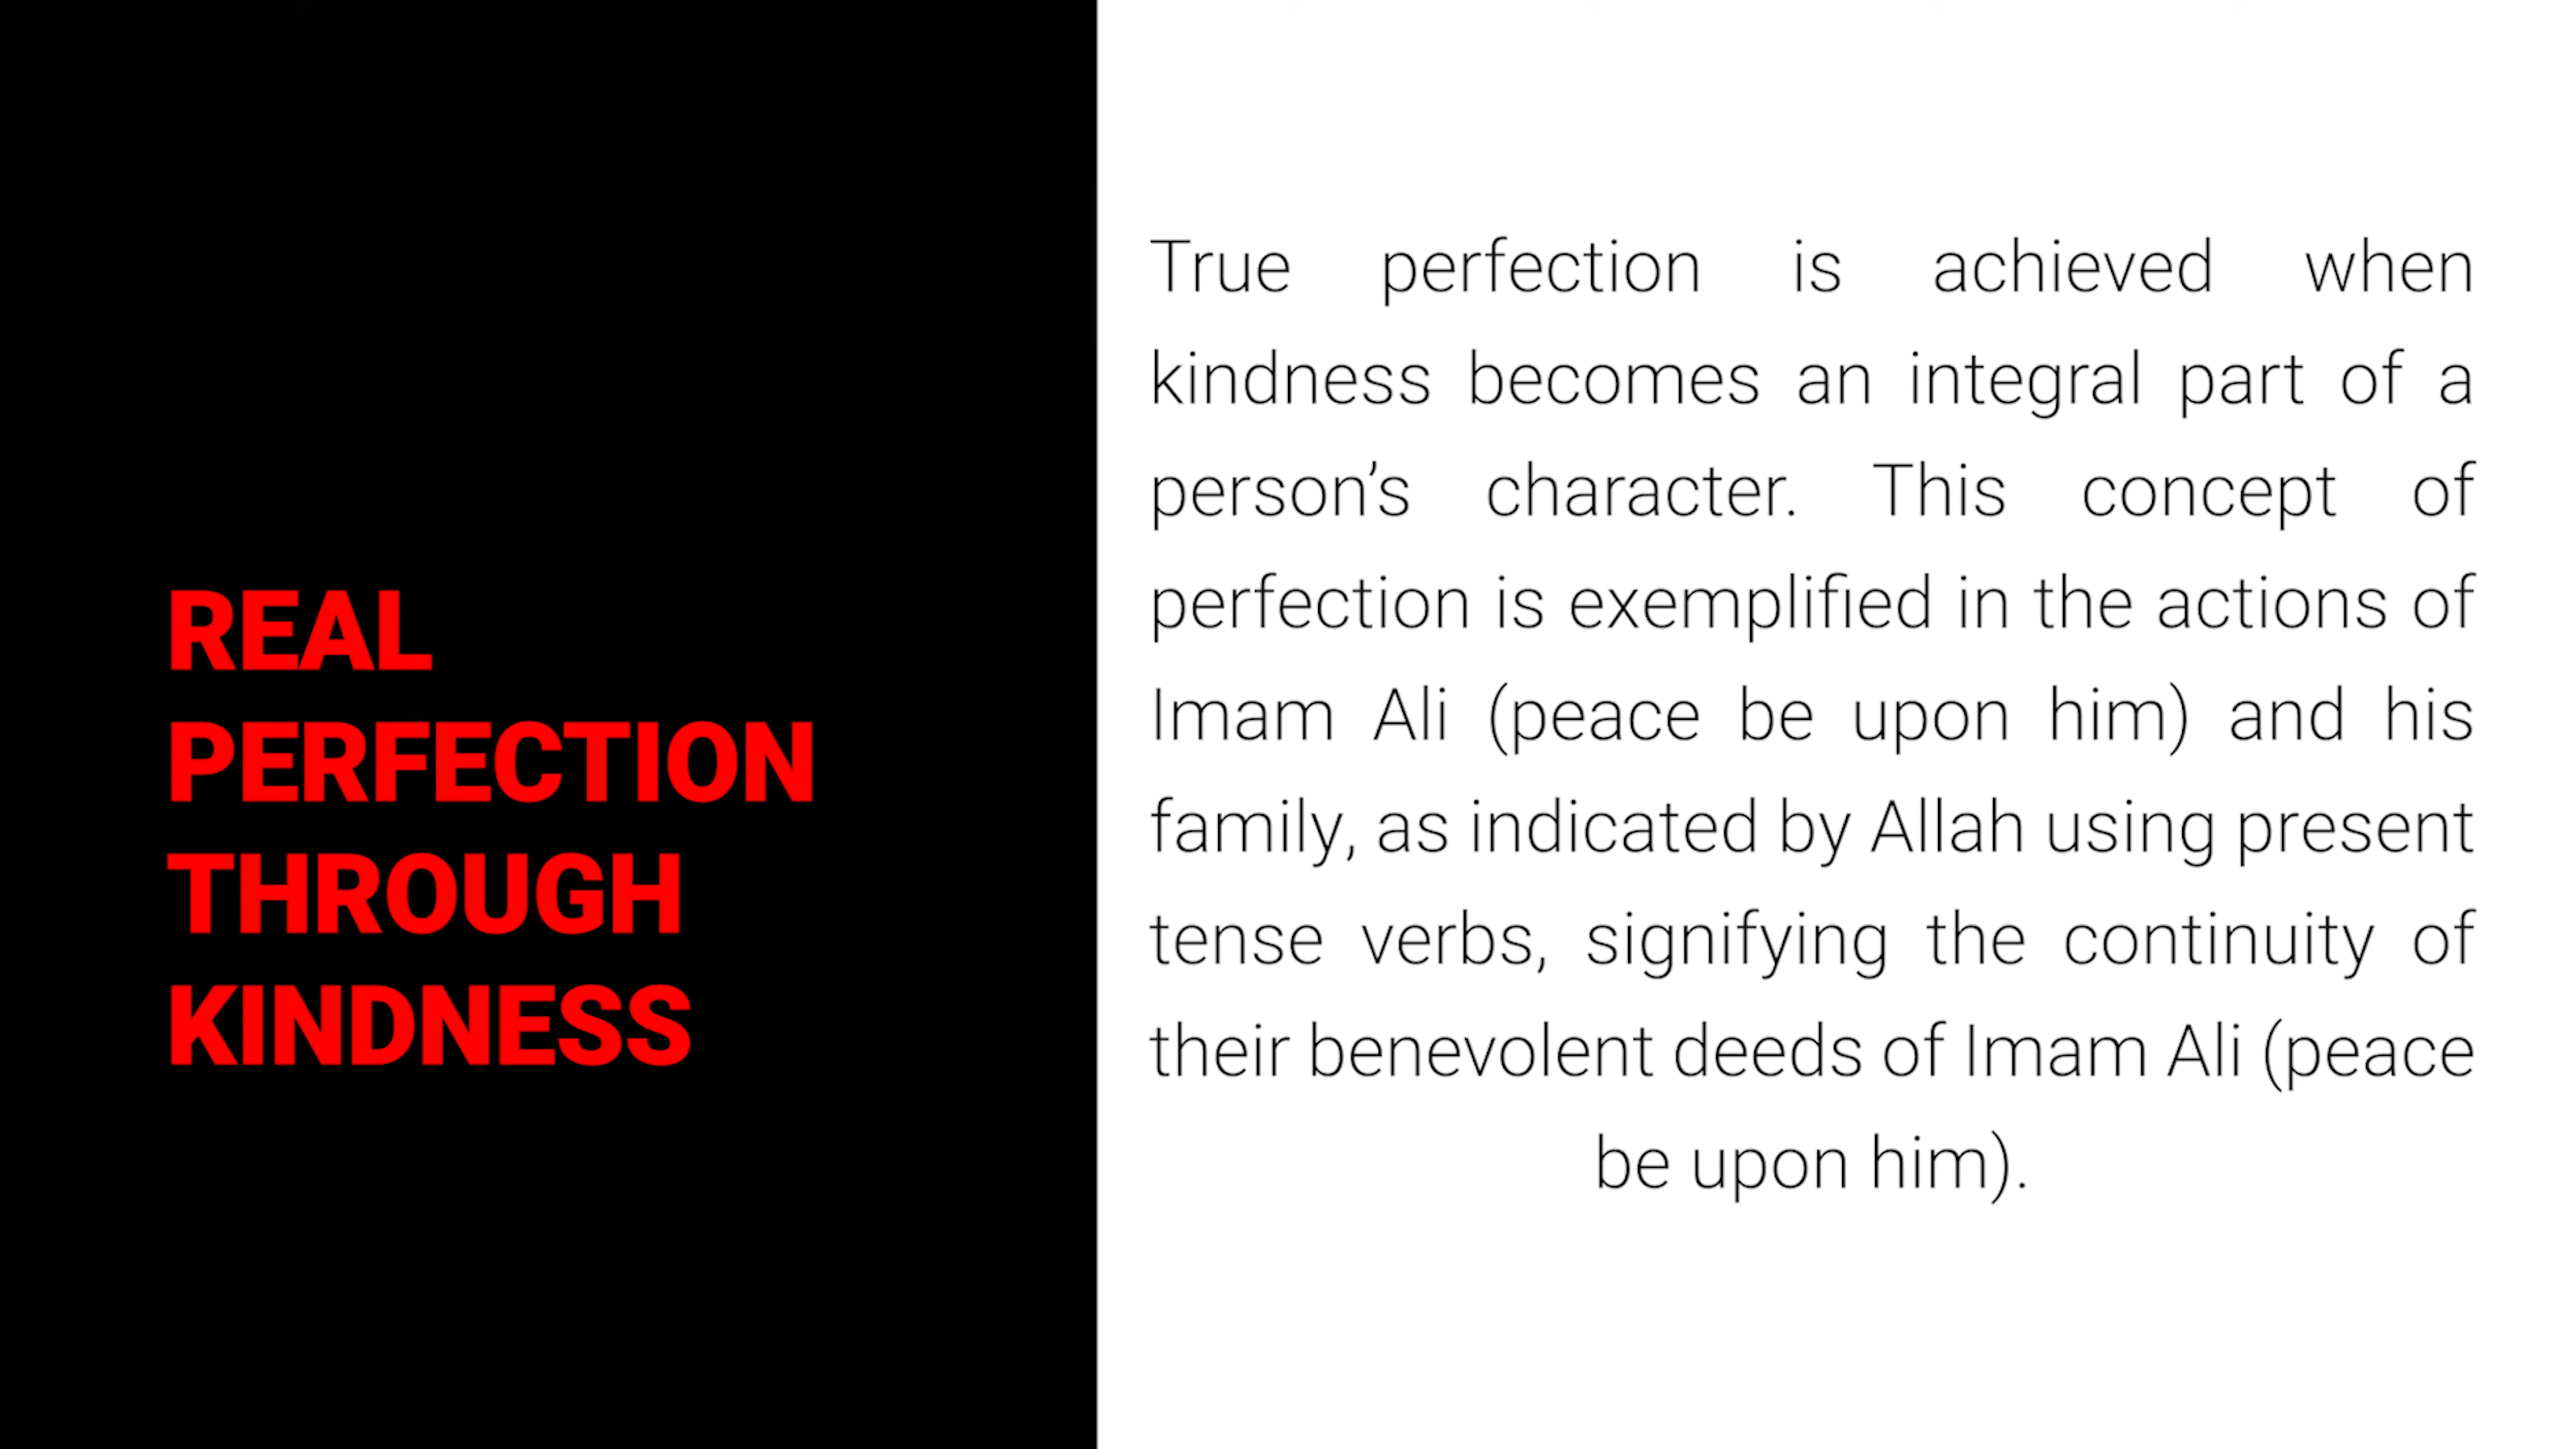 REAL
PERFECTION
THROUGH
KINDNESS
True perfection is achieved when
kindness becomes an integral part of a
person’s character. This concept of
perfection is exemplified in the actions of
Imam Ali (peace be upon him) and his
family, as indicated by Allah using present
tense verbs, signifying the continuity of
their benevolent deeds of Imam Ali (peace
be upon him).